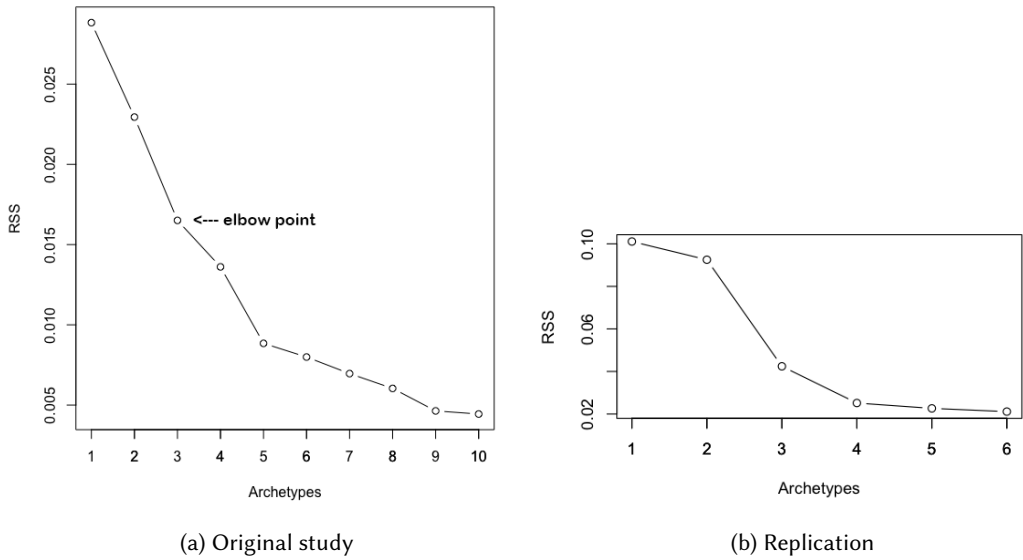 RSS
0.025
0.020
0.015
0.010
0.005
<--- elbow point
1 2 3 4 5 6 7 8 9 10
Archetypes
(a) Original study
RSS
0.10
0.06
0.02
1 2 3 4 5 6
Archetypes
(b) Replication